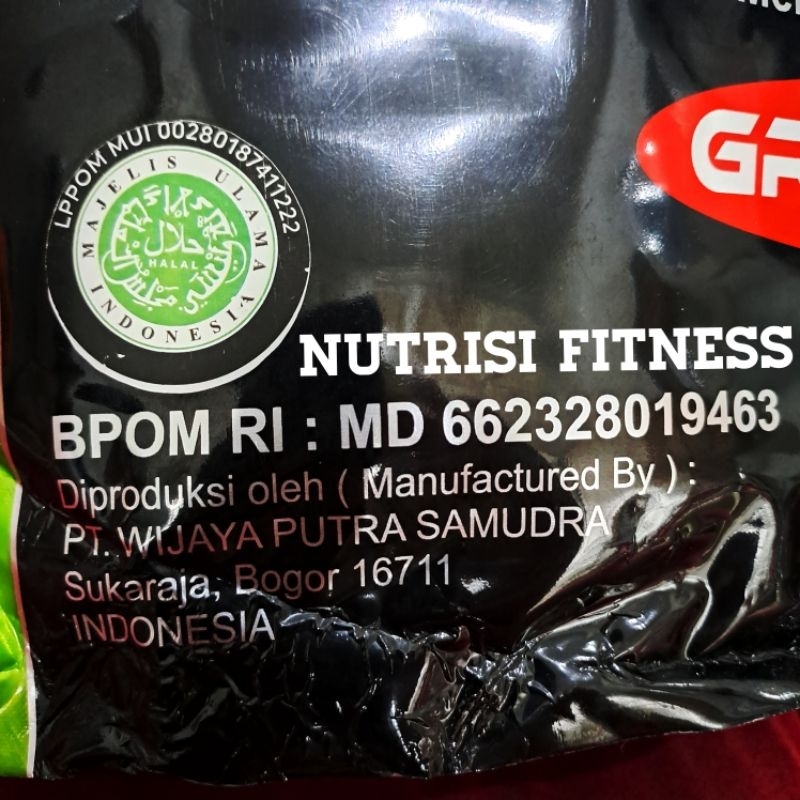 GR
LPPOM MUI 00280187411222
MAJELIS ULAMA INDONESIA
حلال
HALAL
NUTRISI FITNESS
BPOM RI : MD 662328019463
Diproduksi oleh ( Manufactured By ) :
PT. WIJAYA PUTRA SAMUDRA
Sukaraja, Bogor 16711
INDONESIA